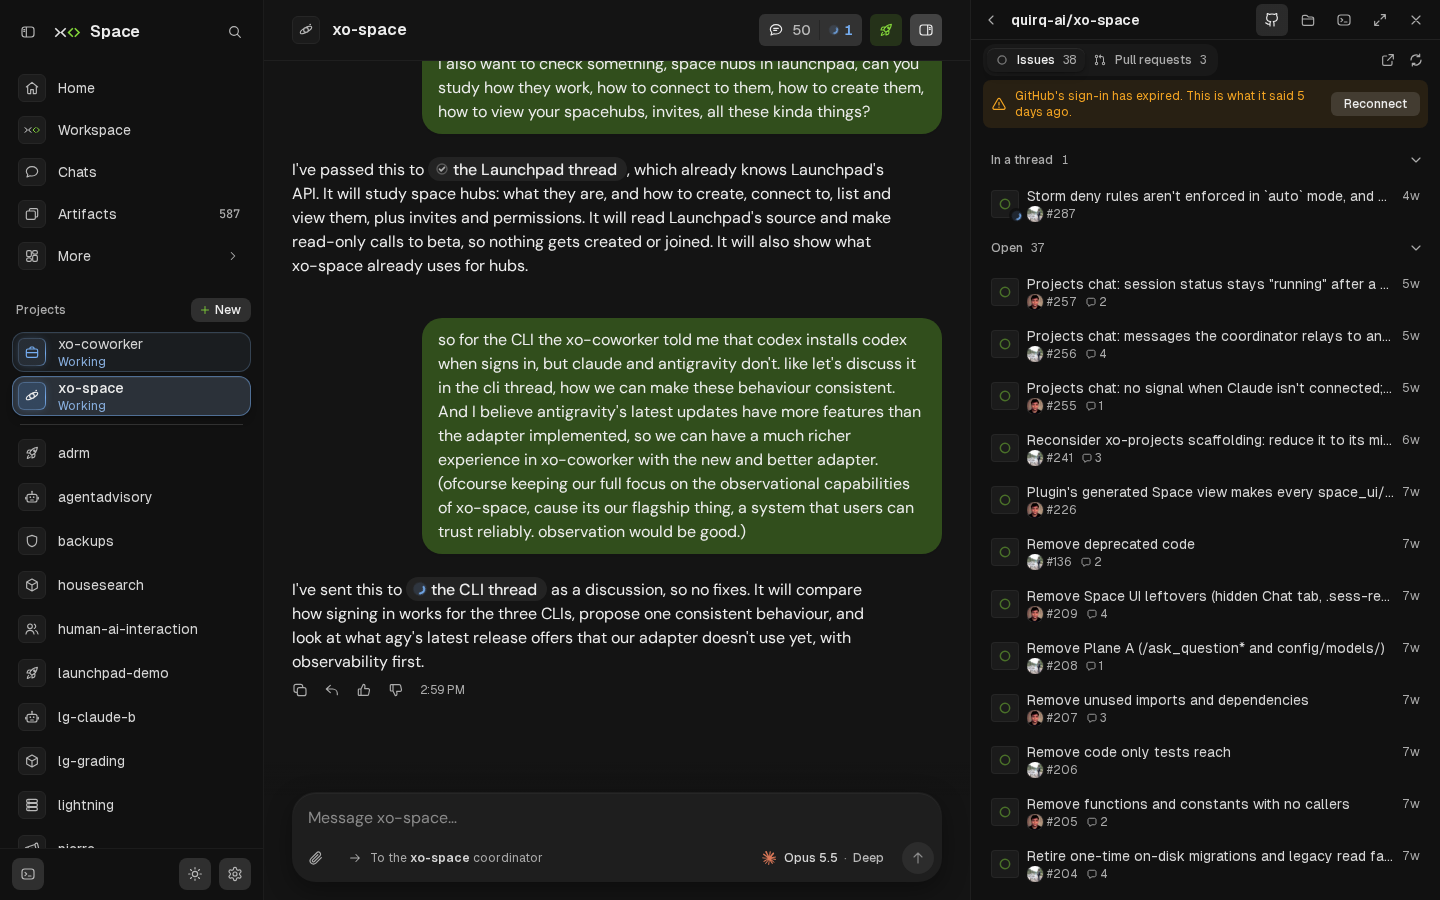 Space
Home
Workspace
Chats
Artifacts 587
More
Projects
+ New
xo-coworker
Working
xo-space
Working
adrm
agentadvisory
backups
housesearch
human-ai-interaction
launchpad-demo
lg-claude-b
lg-grading
lightning
xo-space
50 1
I also want to check something, space hubs in launchpad, can you
study how they work, how to connect to them, how to create them,
how to view your spacehubs, invites, all these kinda things?
I've passed this to the Launchpad thread , which already knows Launchpad's
API. It will study space hubs: what they are, and how to create, connect to, list and
view them, plus invites and permissions. It will read Launchpad's source and make
read-only calls to beta, so nothing gets created or joined. It will also show what
xo-space already uses for hubs.
so for the CLI the xo-coworker told me that codex installs codex
when signs in, but claude and antigravity don't. like let's discuss it
in the cli thread, how we can make these behaviour consistent.
And I believe antigravity's latest updates have more features than
the adapter implemented, so we can have a much richer
experience in xo-coworker with the new and better adapter.
(ofcourse keeping our full focus on the observational capabilities
of xo-space, cause its our flagship thing, a system that users can
trust reliably. observation would be good.)
I've sent this to the CLI thread as a discussion, so no fixes. It will compare
how signing in works for the three CLIs, propose one consistent behaviour, and
look at what agy's latest release offers that our adapter doesn't use yet, with
observability first.
2:59 PM
Message xo-space...
To the xo-space coordinator
Opus 5.5 · Deep
quirq-ai/xo-space
Issues 38
Pull requests 3
GitHub's sign-in has expired. This is what it said 5
days ago.
Reconnect
In a thread 1
Storm deny rules aren't enforced in `auto` mode, and ... 4w
#287
Open 37
Projects chat: session status stays "running" after a ... 5w
#257 2
Projects chat: messages the coordinator relays to an... 5w
#256 4
Projects chat: no signal when Claude isn't connected;... 5w
#255 1
Reconsider xo-projects scaffolding: reduce it to its mi... 6w
#241 3
Plugin's generated Space view makes every space_ui/... 7w
#226
Remove deprecated code 7w
#136 2
Remove Space UI leftovers (hidden Chat tab, .sess-re... 7w
#209 4
Remove Plane A (/ask_question* and config/models/) 7w
#208 1
Remove unused imports and dependencies 7w
#207 3
Remove code only tests reach 7w
#206
Remove functions and constants with no callers 7w
#205 2
Retire one-time on-disk migrations and legacy read fa... 7w
#204 4